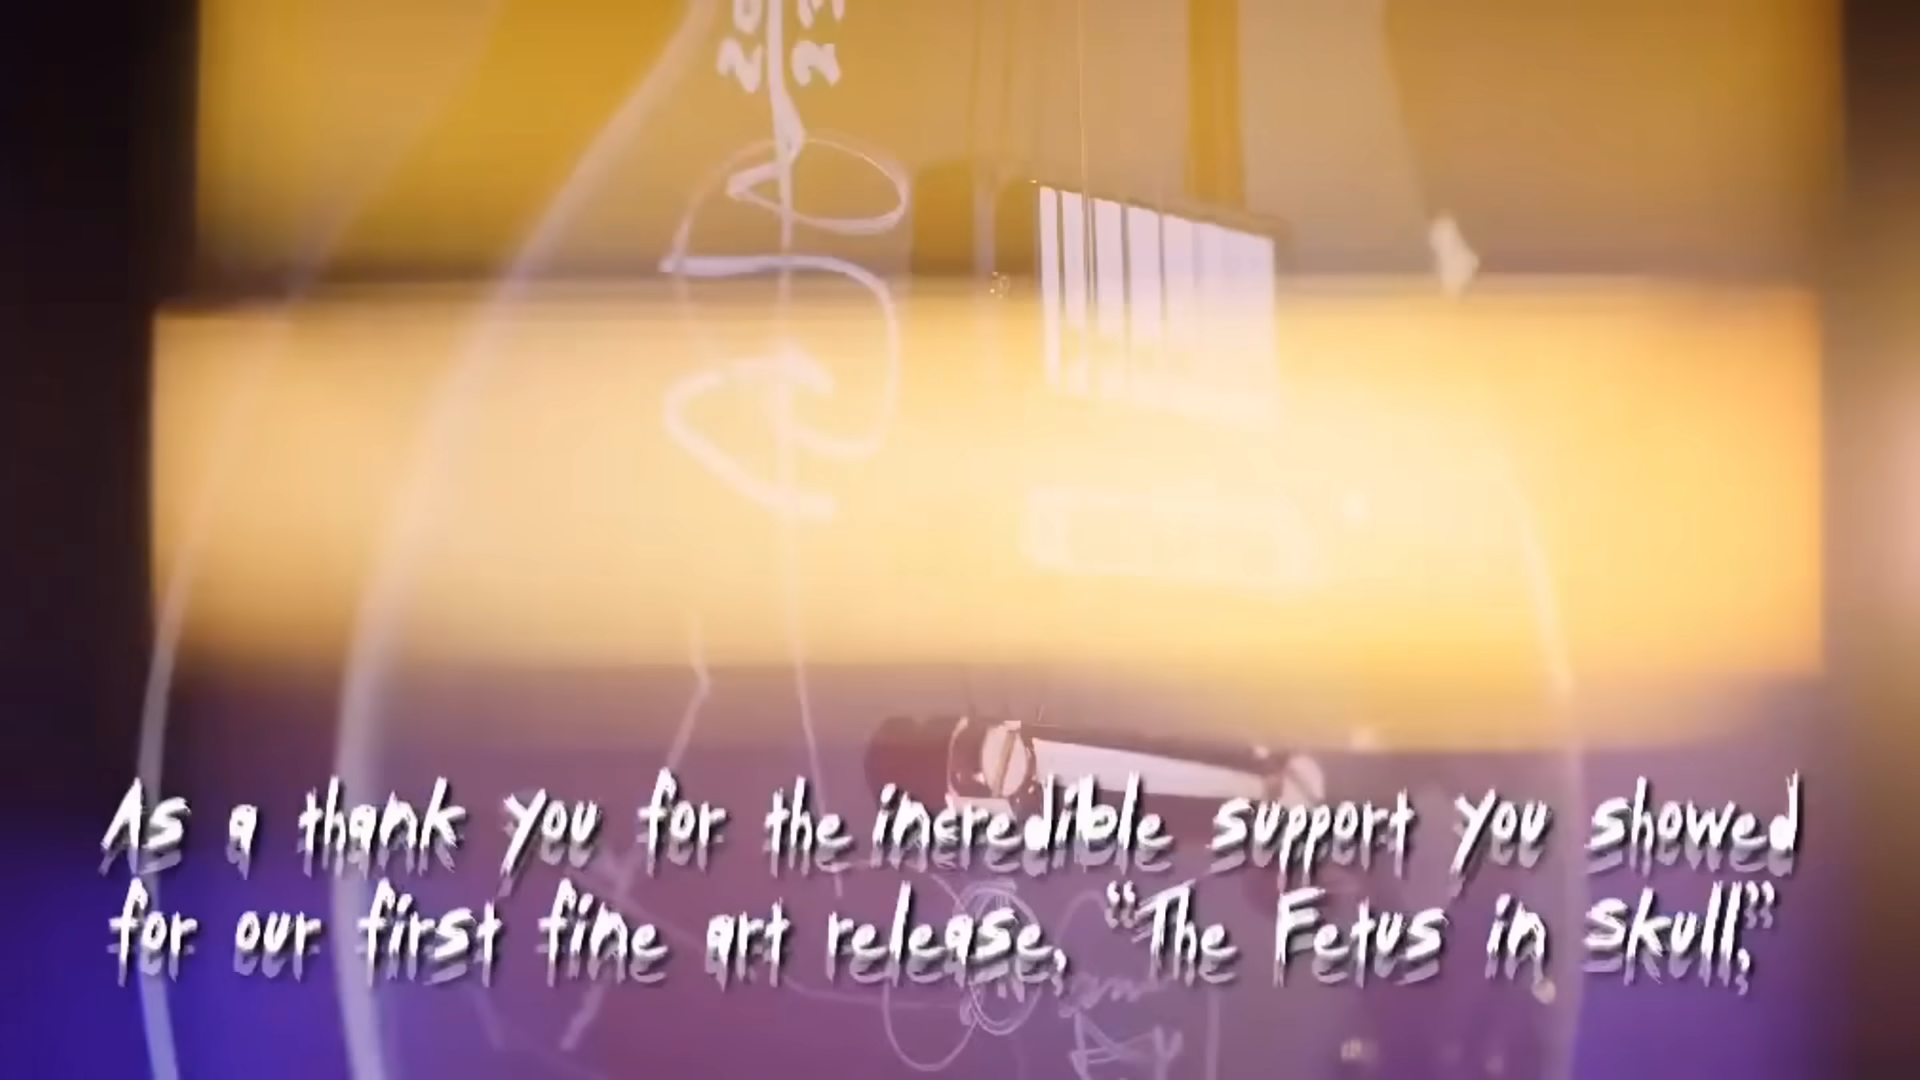 As a thank you for the incredible support you showed
for our first fine art release, “The Fetus in Skull,”